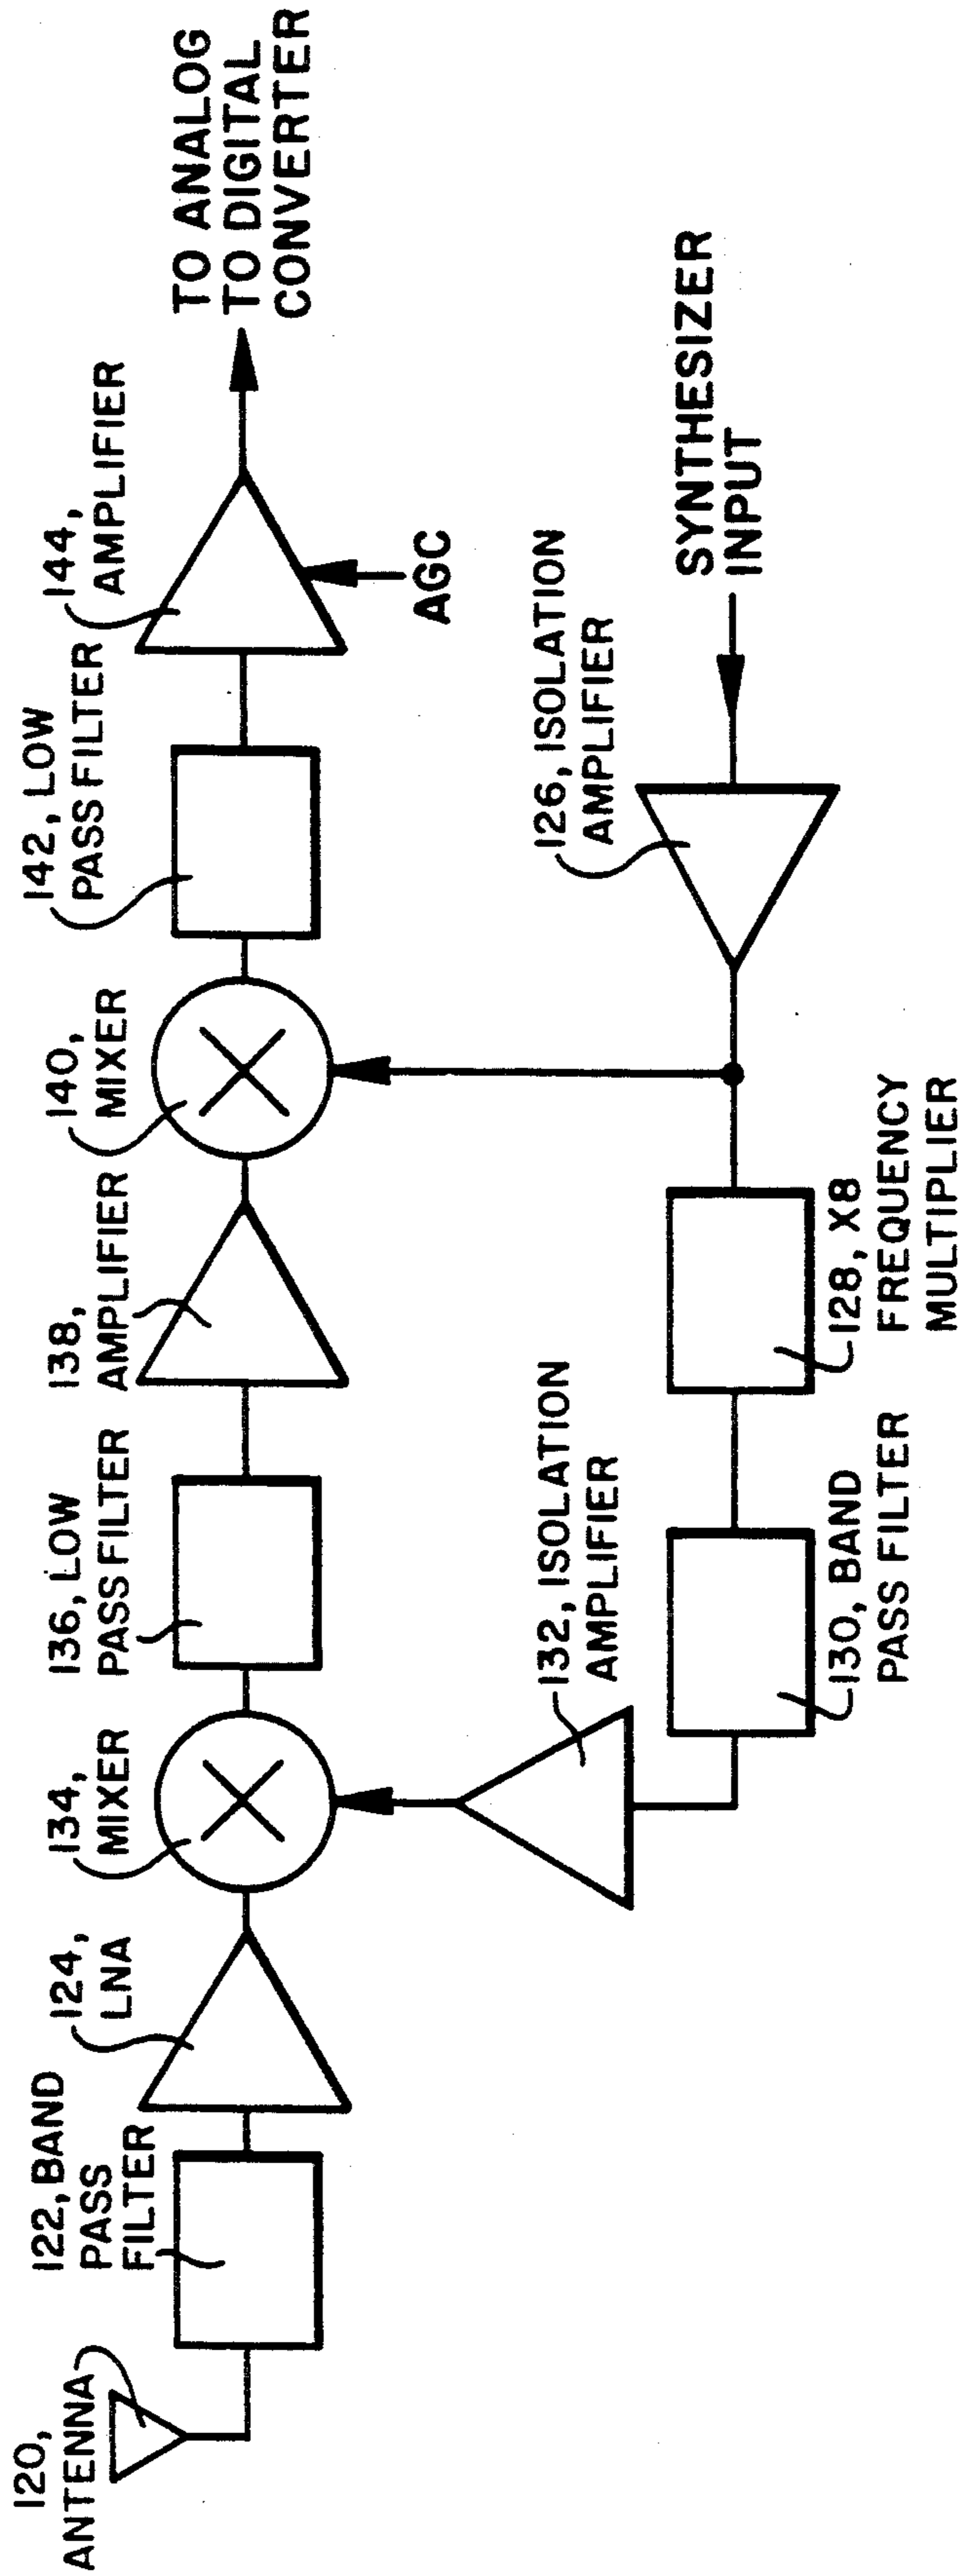 120,
ANTENNA
122, BAND
PASS
FILTER
124,
LNA
134,
MIXER
136, LOW
PASS FILTER
138,
AMPLIFIER
140,
MIXER
142, LOW
PASS FILTER
144,
AMPLIFIER
TO ANALOG
TO DIGITAL
CONVERTER
AGC
132, ISOLATION
AMPLIFIER
126, ISOLATION
AMPLIFIER
SYNTHESIZER
INPUT
130, BAND
PASS FILTER
128, X8
FREQUENCY
MULTIPLIER